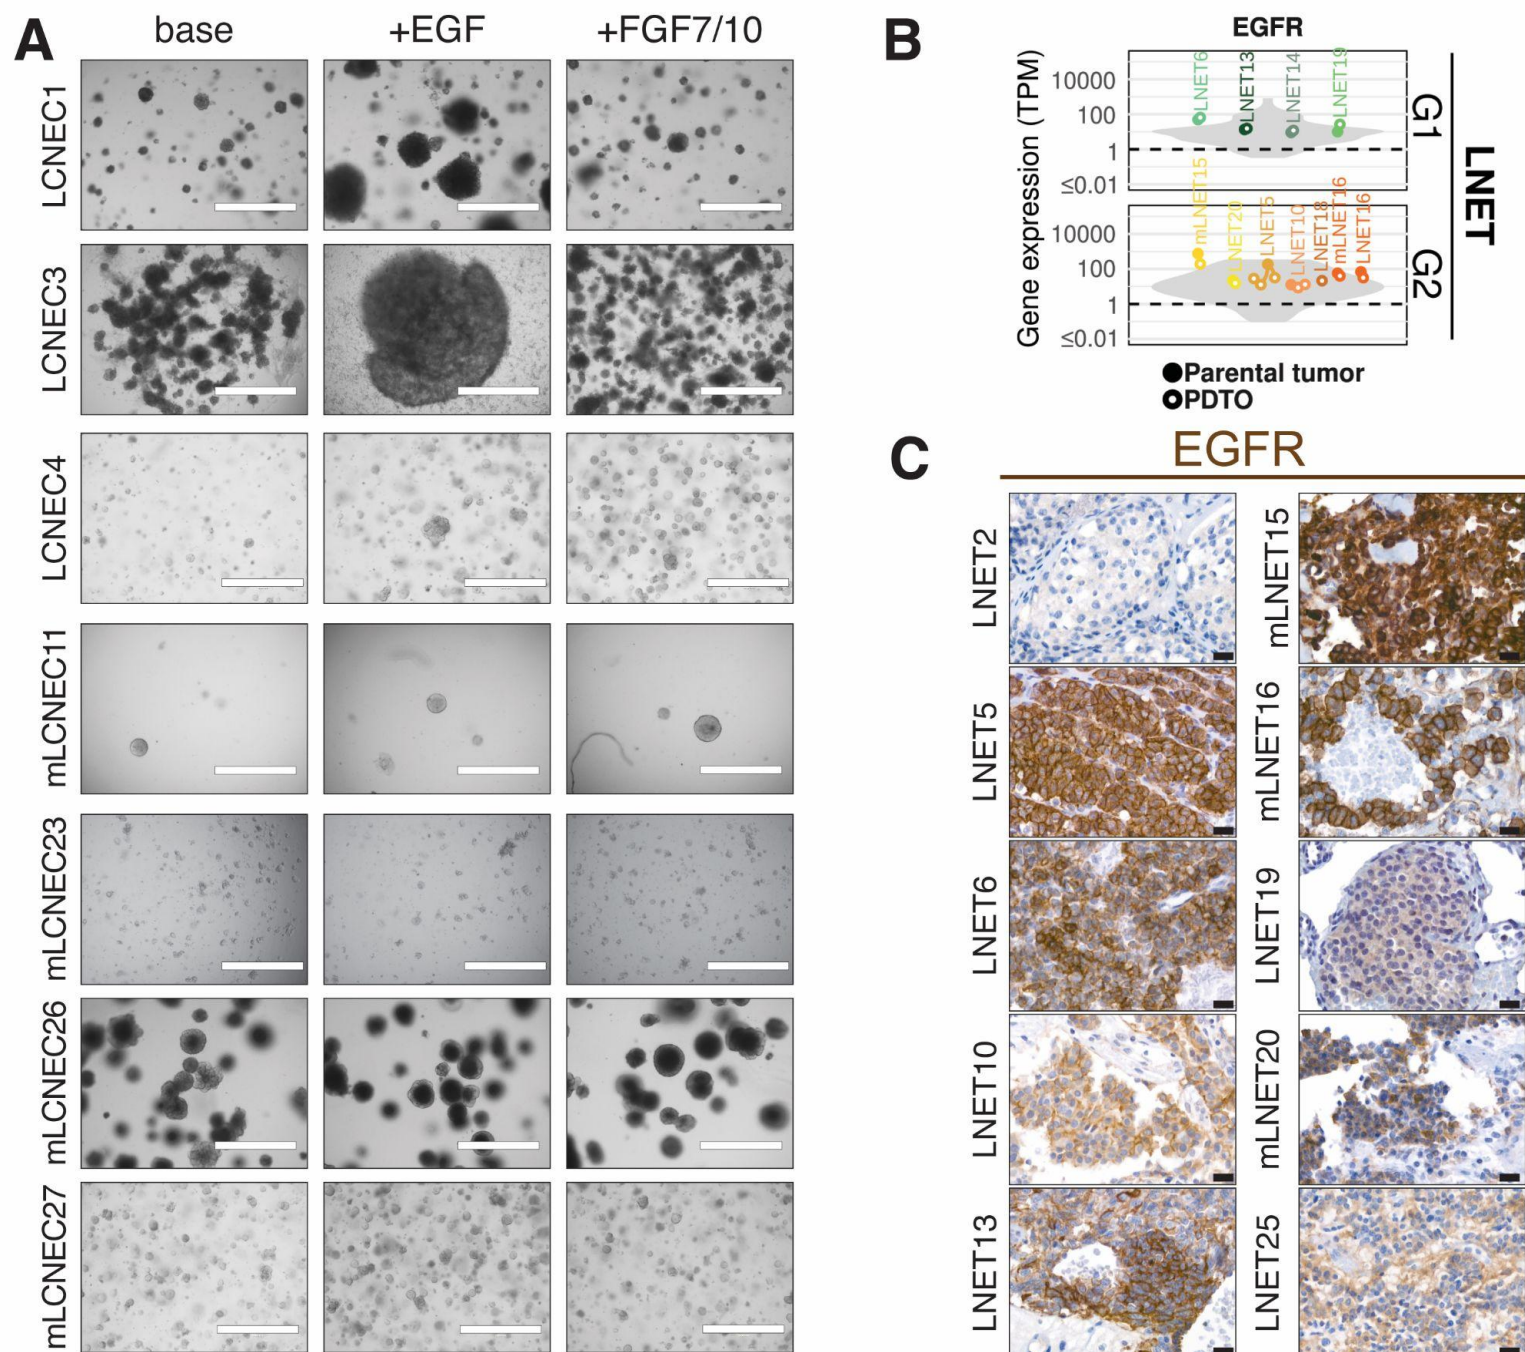 A
base
+EGF
+FGF7/10
LCNEC1
LCNEC3
LCNEC4
mLCNEC11
mLCNEC23
mLCNEC26
mLCNEC27
B
EGFR
Gene expression (TPM)
10000
100
1
≤0.01
LNET6
LNET13
LNET14
LNET19
G1
10000
100
1
≤0.01
mLNET15
LNET20
LNET5
LNET10
LNET18
mLNET16
LNET16
G2
LNET
Parental tumor
PDTO
C
EGFR
LNET2
mLNET15
LNET5
mLNET16
LNET6
LNET19
LNET10
mLNET20
LNET13
LNET25